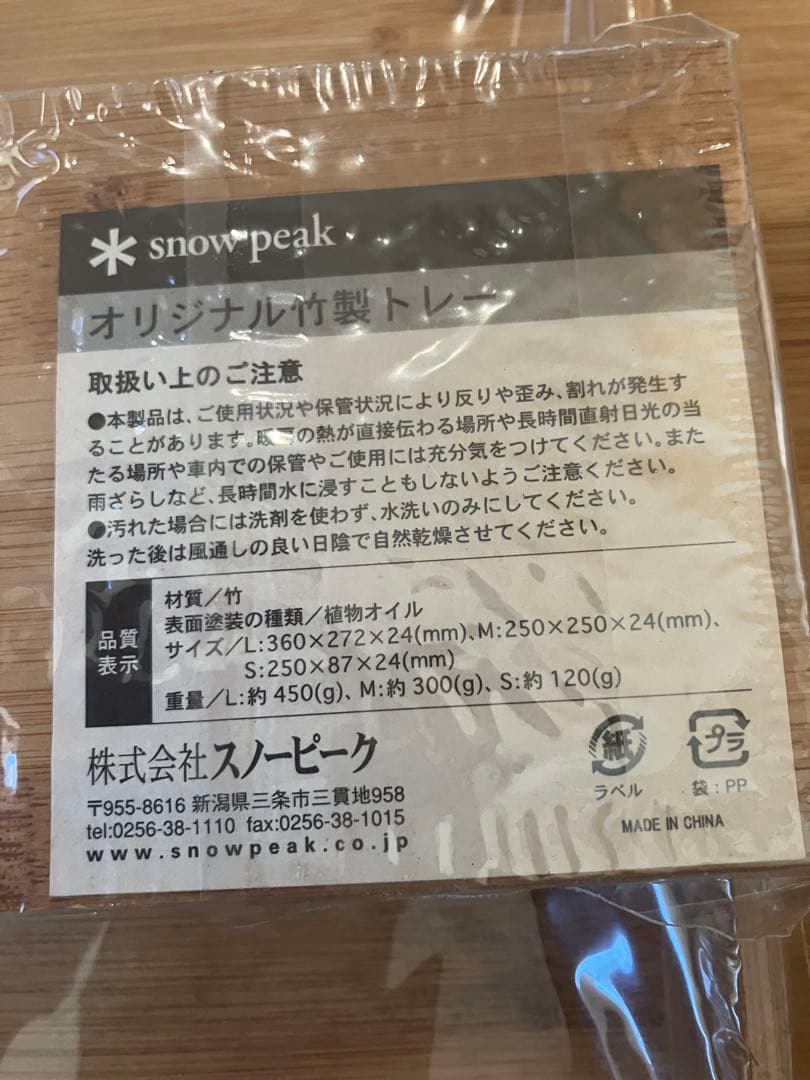 snow peak
オリジナル竹製トレー
取扱い上のご注意
●本製品は、ご使用状況や保管状況により反りや歪み、割れが発生す
ることがあります。暖房の熱が直接伝わる場所や長時間直射日光の当
たる場所や車内での保管やご使用には充分気をつけてください。また
雨ざらしなど、長時間水に浸すこともしないようご注意ください。
●汚れた場合には洗剤を使わず、水洗いのみにしてください。
洗った後は風通しの良い日陰で自然乾燥させてください。
品質
表示
材質/竹
表面塗装の種類/植物オイル
サイズ/L:360×272×24(mm)、M:250×250×24(mm)、
S:250×87×24(mm)
重量/L:約450(g)、M:約300(g)、S:約120(g)
株式会社スノーピーク
〒955-8616 新潟県三条市三貫地958
tel:0256-38-1110 fax:0256-38-1015
www.snowpeak.co.jp
紙
ラベル
プラ
袋:PP
MADE IN CHINA